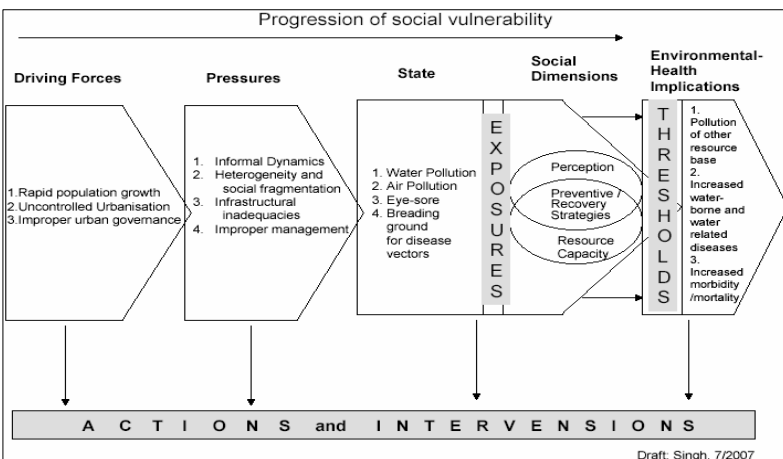 Progression of social vulnerability
Driving Forces
Pressures
State
Social
Dimensions
Environmental-
Health
Implications
1.Rapid population growth
2.Uncontrolled Urbanisation
3.Improper urban governance
1. Informal Dynamics
2. Heterogeneity and
social fragmentation
3. Infrastructural
inadequacies
4. Improper management
1. Water Pollution
2. Air Pollution
3. Eye-sore
4. Breading
ground
for disease
vectors
EXPOSURES
Perception
Preventive /
Recovery
Strategies
Resource
Capacity
THRESHOLDS
1.
Pollution
of other
resource
base
2.
Increased
water-
borne and
water
related
diseases
3.
Increased
morbidity
/mortality
ACTIONS and INTERVENSIONS
Draft: Singh, 7/2007